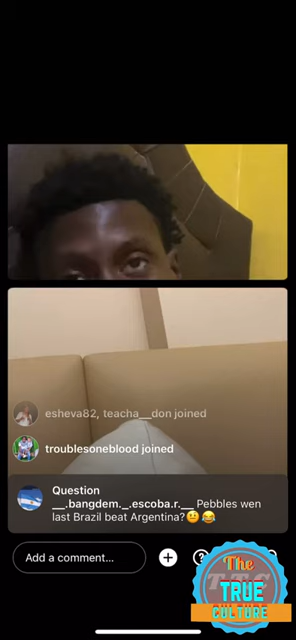 esheva82, teacha__don joined
troublesoneblood joined
Question
__.bangdem._.escoba.r.__ Pebbles wen
last Brazil beat Argentina?😐😂
Add a comment…
The
T.T.C
TRUE
CULTURE